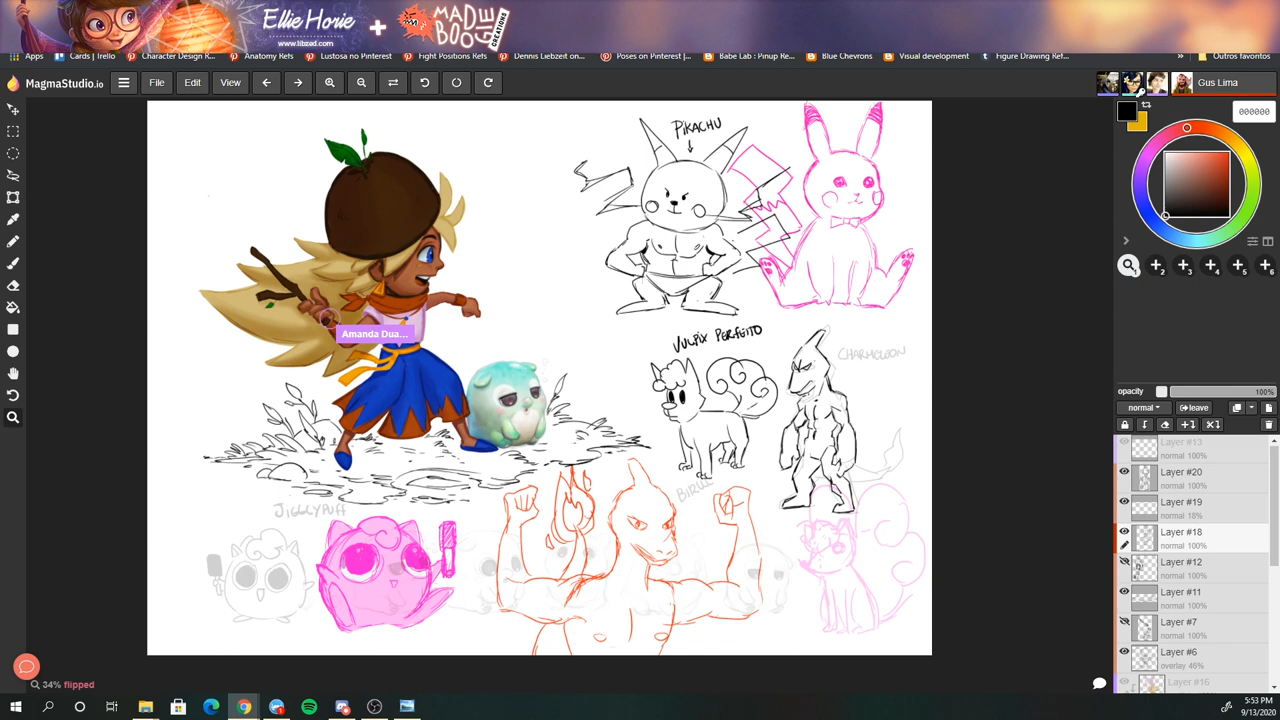 Ellie Horie
www.libzed.com
+
MAD BOOGIE
CREATIONS
Apps
Cards | Trello
Character Design R...
Anatomy Refs
Lustosa no Pinterest
Fight Positions Refs
Dennis Liebzeit on...
Poses on Pinterest |...
Babe Lab: Pinup Re...
Blue Chevrons
Visual development
Figure Drawing Ref...
»
Outros favoritos
MagmaStudio.io
File
Edit
View
Gus Lima
000000
PIKACHU
Amanda Dua...
VULPIX PERFEITO
CHARMELEON
JIGGLYPUFF
opacity
100%
normal
leave
Layer #13
normal 100%
Layer #20
normal 100%
Layer #19
normal 18%
Layer #18
normal 100%
Layer #12
normal 100%
Layer #11
normal 100%
Layer #7
normal 100%
Layer #6
overlay 46%
Layer #16
normal 100%
34% flipped
5:53 PM
9/13/2020